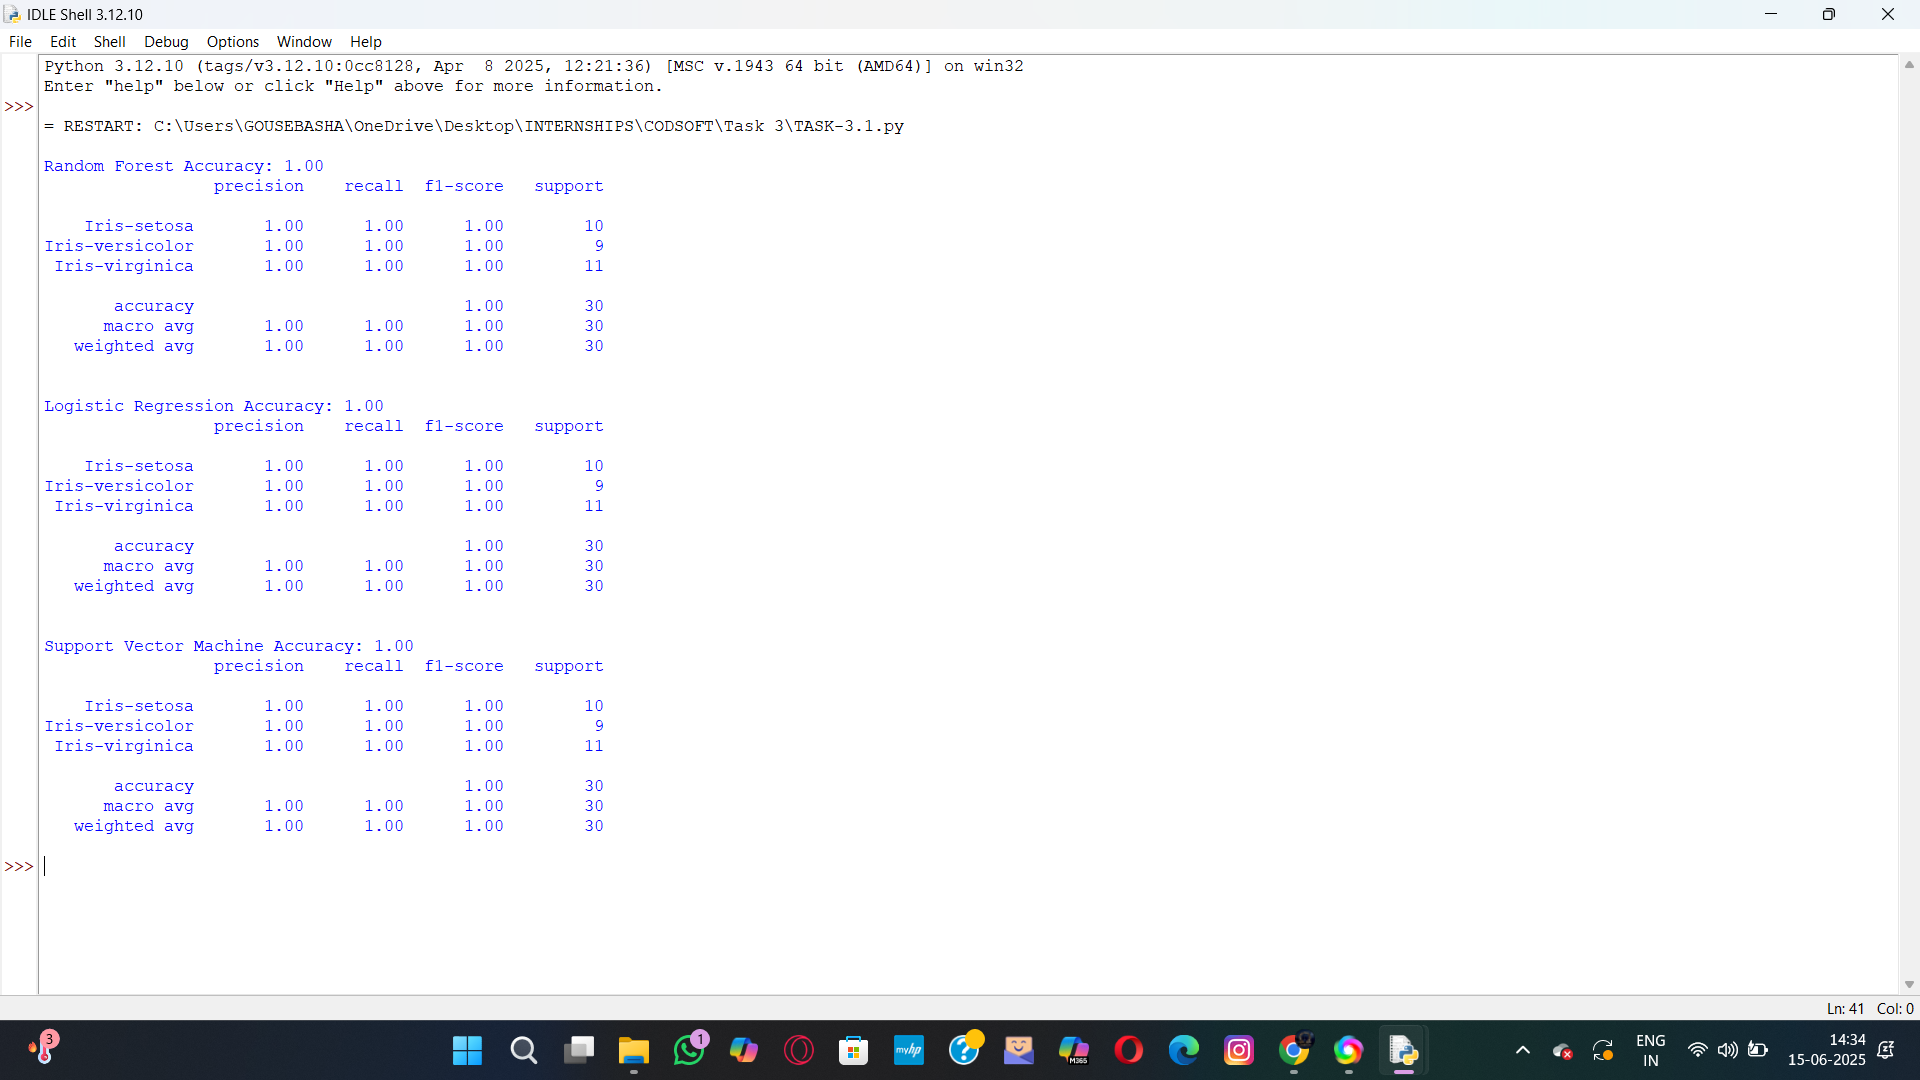 IDLE Shell 3.12.10
File Edit Shell Debug Options Window Help
Python 3.12.10 (tags/v3.12.10:0cc8128, Apr  8 2025, 12:21:36) [MSC v.1943 64 bit (AMD64)] on win32
Enter "help" below or click "Help" above for more information.
>>>
= RESTART: C:\Users\GOUSEBASHA\OneDrive\Desktop\INTERNSHIPS\CODSOFT\Task 3\TASK-3.1.py
Random Forest Accuracy: 1.00
precision recall f1-score support
Iris-setosa 1.00 1.00 1.00 10
Iris-versicolor 1.00 1.00 1.00 9
Iris-virginica 1.00 1.00 1.00 11
accuracy 1.00 30
macro avg 1.00 1.00 1.00 30
weighted avg 1.00 1.00 1.00 30
Logistic Regression Accuracy: 1.00
precision recall f1-score support
Iris-setosa 1.00 1.00 1.00 10
Iris-versicolor 1.00 1.00 1.00 9
Iris-virginica 1.00 1.00 1.00 11
accuracy 1.00 30
macro avg 1.00 1.00 1.00 30
weighted avg 1.00 1.00 1.00 30
Support Vector Machine Accuracy: 1.00
precision recall f1-score support
Iris-setosa 1.00 1.00 1.00 10
Iris-versicolor 1.00 1.00 1.00 9
Iris-virginica 1.00 1.00 1.00 11
accuracy 1.00 30
macro avg 1.00 1.00 1.00 30
weighted avg 1.00 1.00 1.00 30
>>>
Ln: 41 Col: 0
3
1
myhp
?
M365
ENG
IN
14:34
15-06-2025